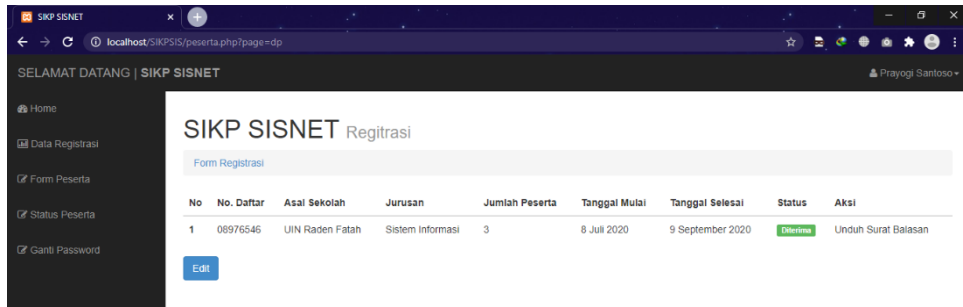 SIKP SISNET
localhost/SIKPSIS/peserta.php?page=dp
SELAMAT DATANG | SIKP SISNET
Prayogi Santoso
Home
Data Registrasi
Form Peserta
Status Peserta
Ganti Password
SIKP SISNET Regitrasi
Form Registrasi
No No. Daftar Asal Sekolah Jurusan Jumlah Peserta Tanggal Mulai Tanggal Selesai Status Aksi
1 08976546 UIN Raden Fatah Sistem Informasi 3 8 Juli 2020 9 September 2020 Diterima Unduh Surat Balasan
Edit